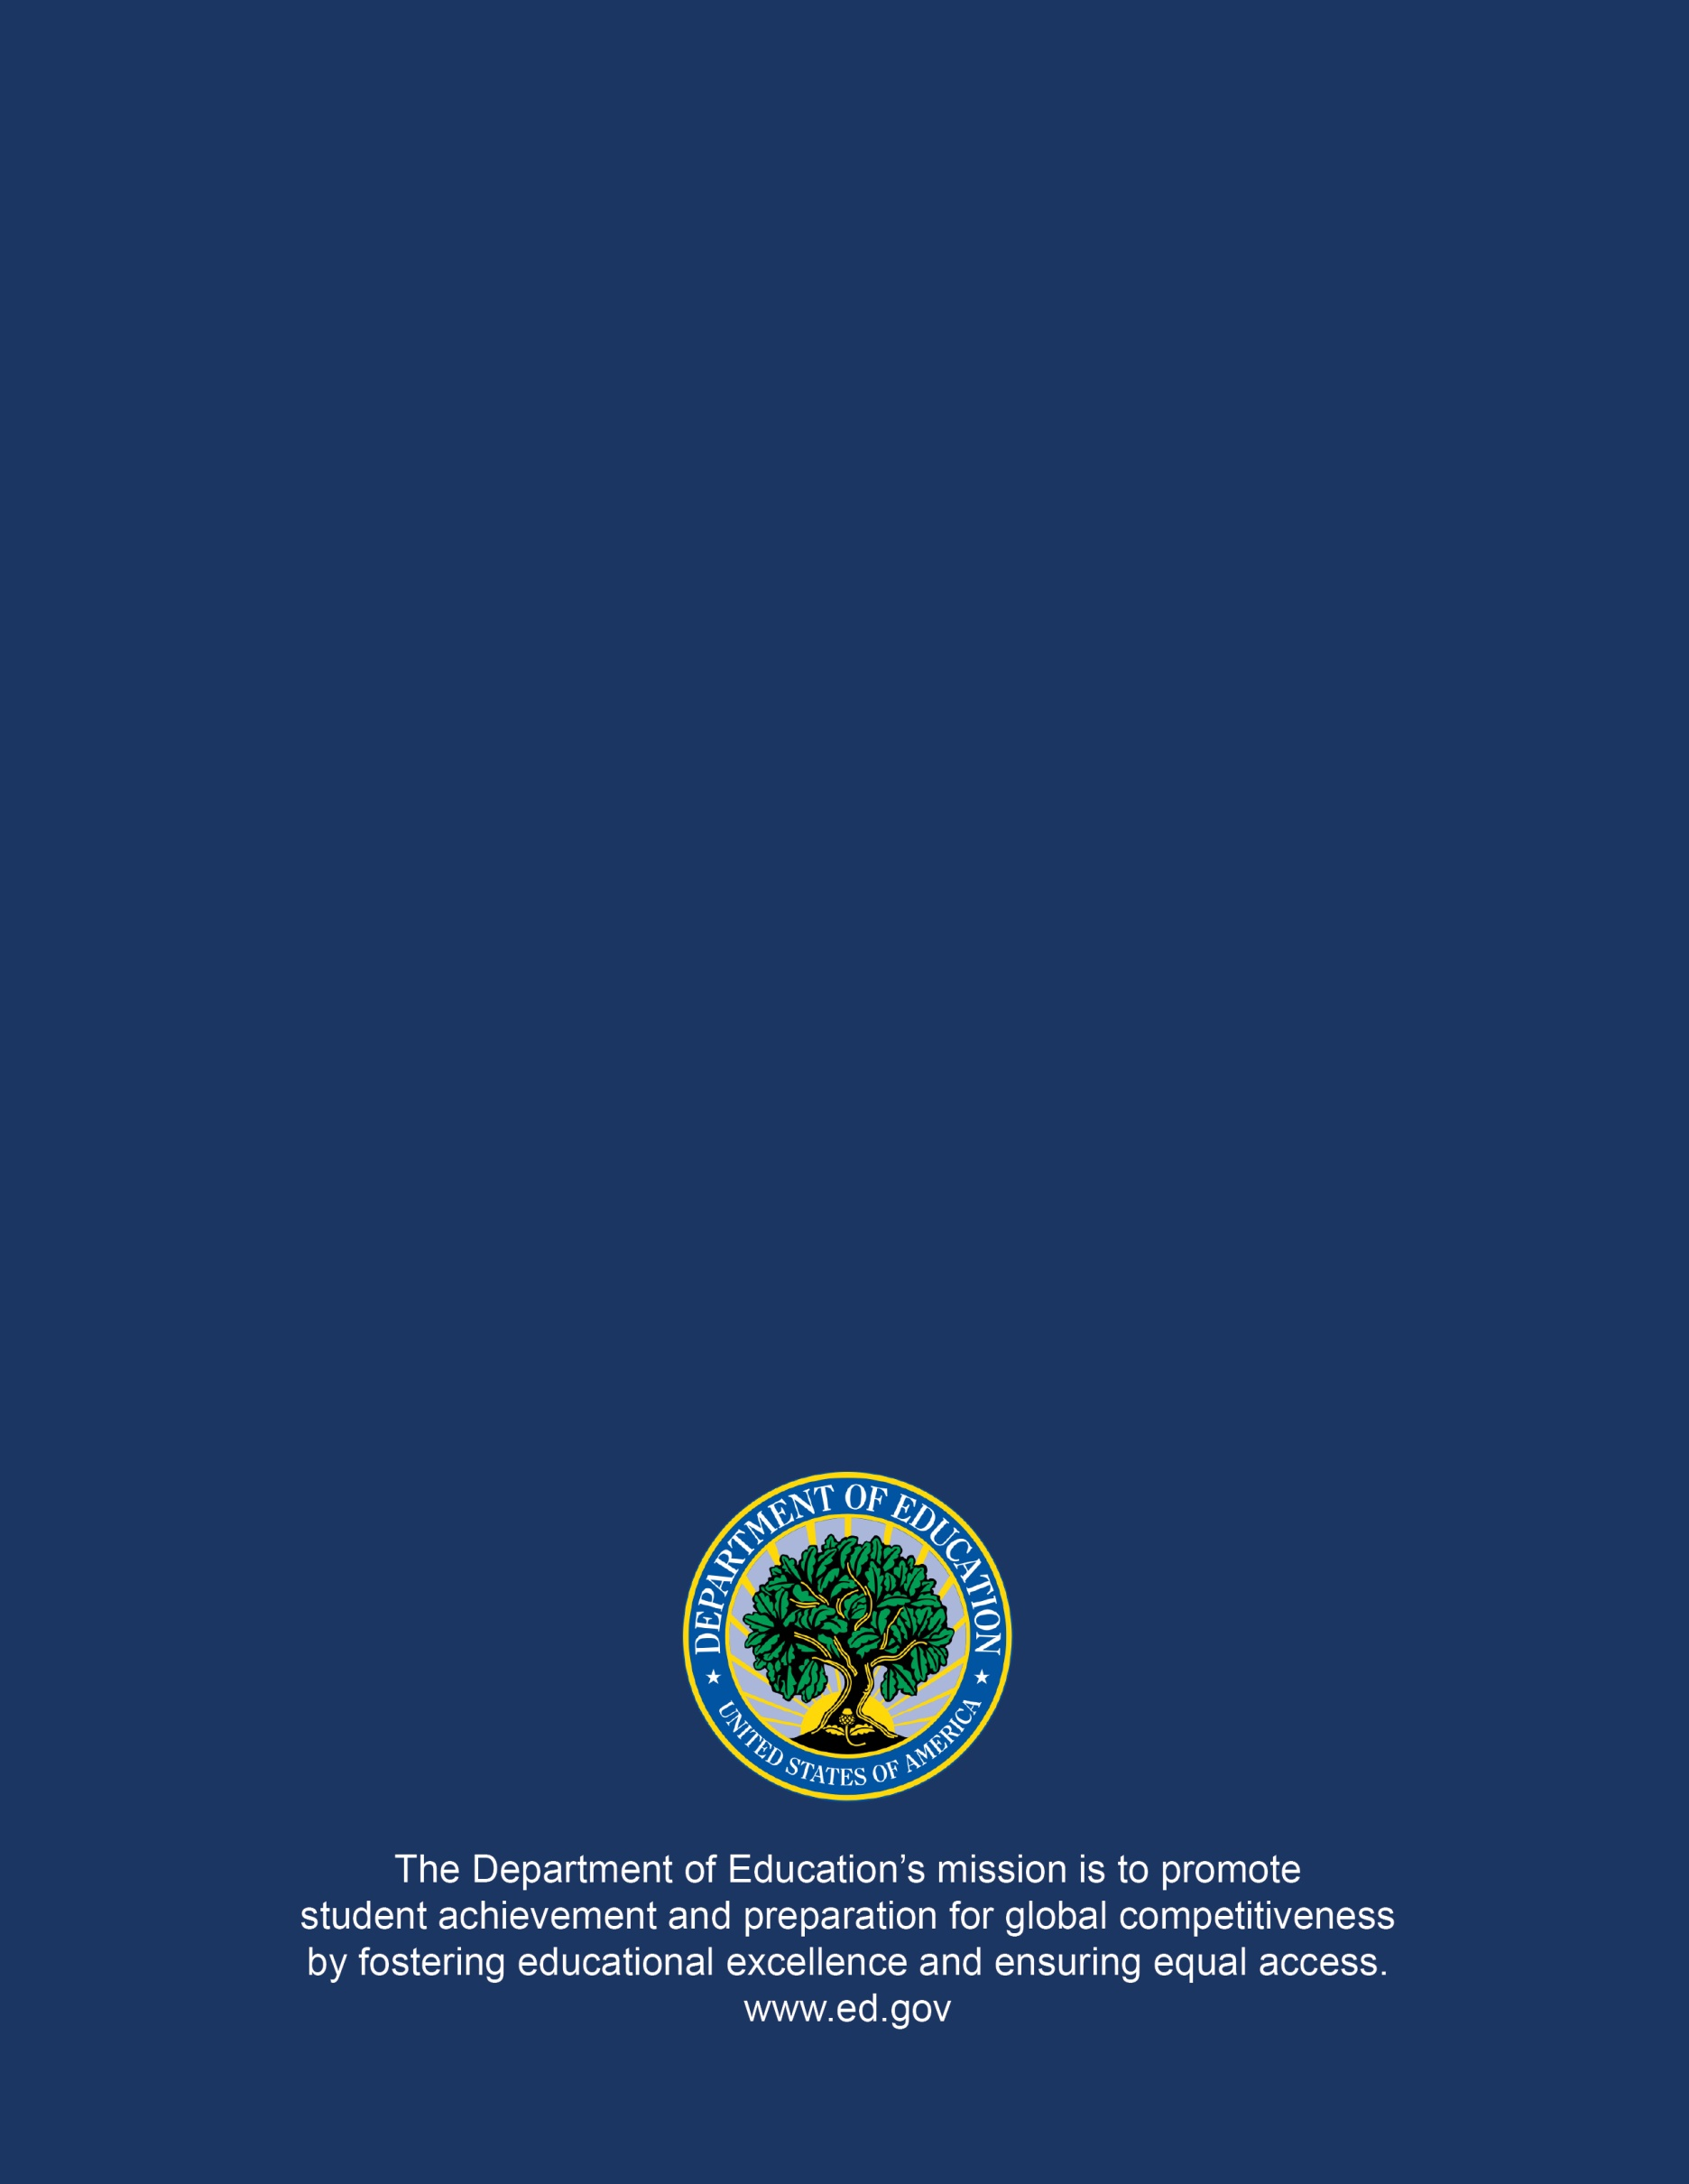 DEPARTMENT OF EDUCATION
UNITED STATES OF AMERICA
The Department of Education’s mission is to promote
student achievement and preparation for global competitiveness
by fostering educational excellence and ensuring equal access.
www.ed.gov